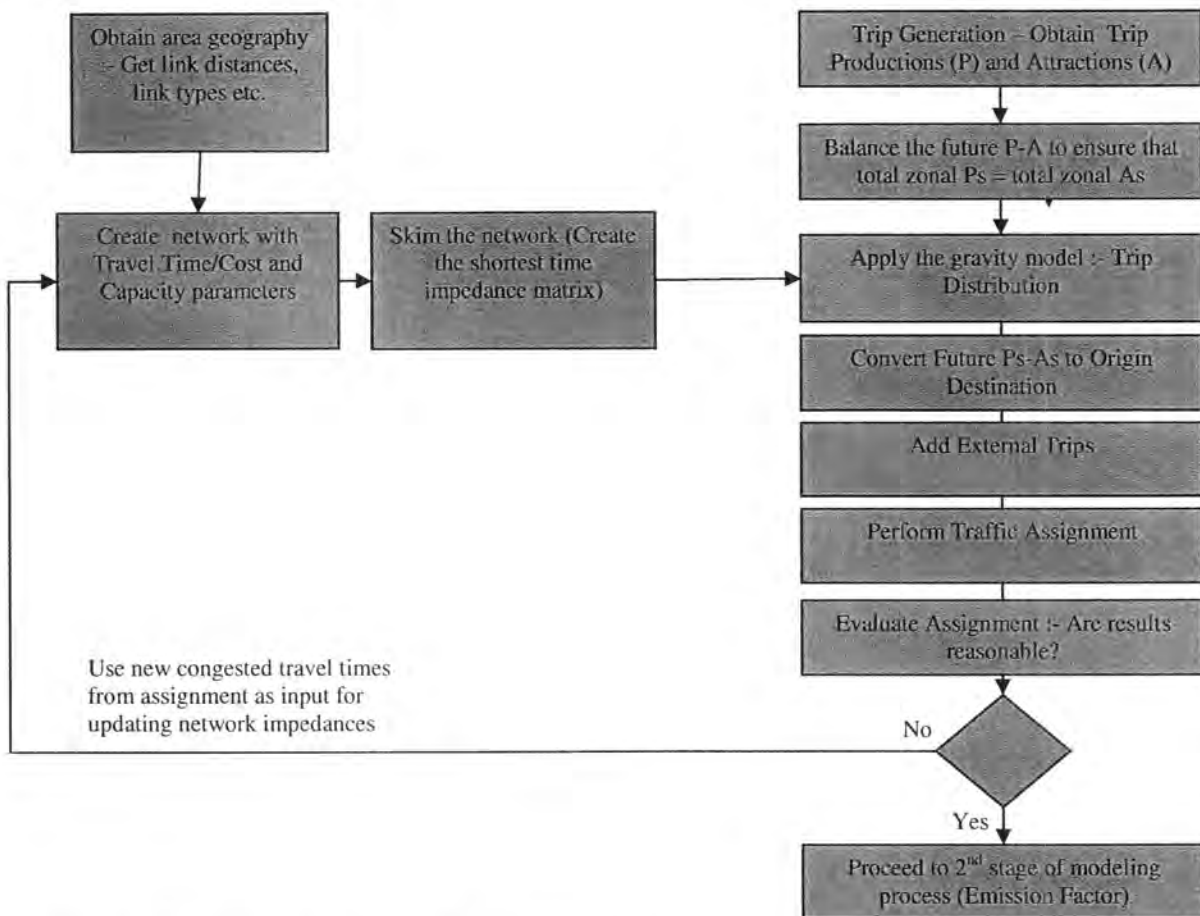 Obtain area geography
:- Get link distances,
link types etc.
Trip Generation – Obtain Trip
Productions (P) and Attractions (A)
Balance the future P-A to ensure that
total zonal Ps = total zonal As
Create network with
Travel Time/Cost and
Capacity parameters
Skim the network (Create
the shortest time
impedance matrix)
Apply the gravity model :- Trip
Distribution
Convert Future Ps-As to Origin
Destination
Add External Trips
Perform Traffic Assignment
Evaluate Assignment :- Are results
reasonable?
Use new congested travel times
from assignment as input for
updating network impedances
No
Yes
Proceed to 2nd stage of modeling
process (Emission Factor)